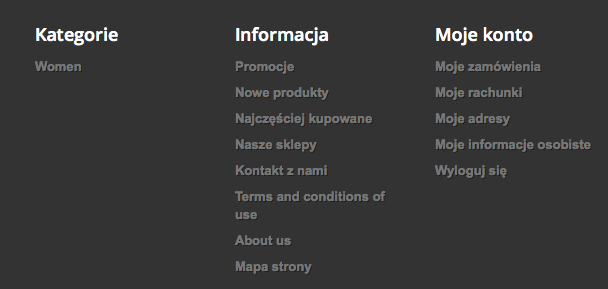 Kategorie
Women
Informacja
Promocje
Nowe produkty
Najczęściej kupowane
Nasze sklepy
Kontakt z nami
Terms and conditions of
use
About us
Mapa strony
Moje konto
Moje zamówienia
Moje rachunki
Moje adresy
Moje informacje osobiste
Wyloguj się